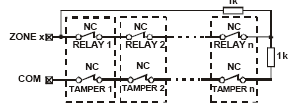 1k
NC NC NC
ZONE x
RELAY 1 RELAY 2 RELAY n
1k
NC NC NC
COM
TAMPER 1 TAMPER 2 TAMPER n